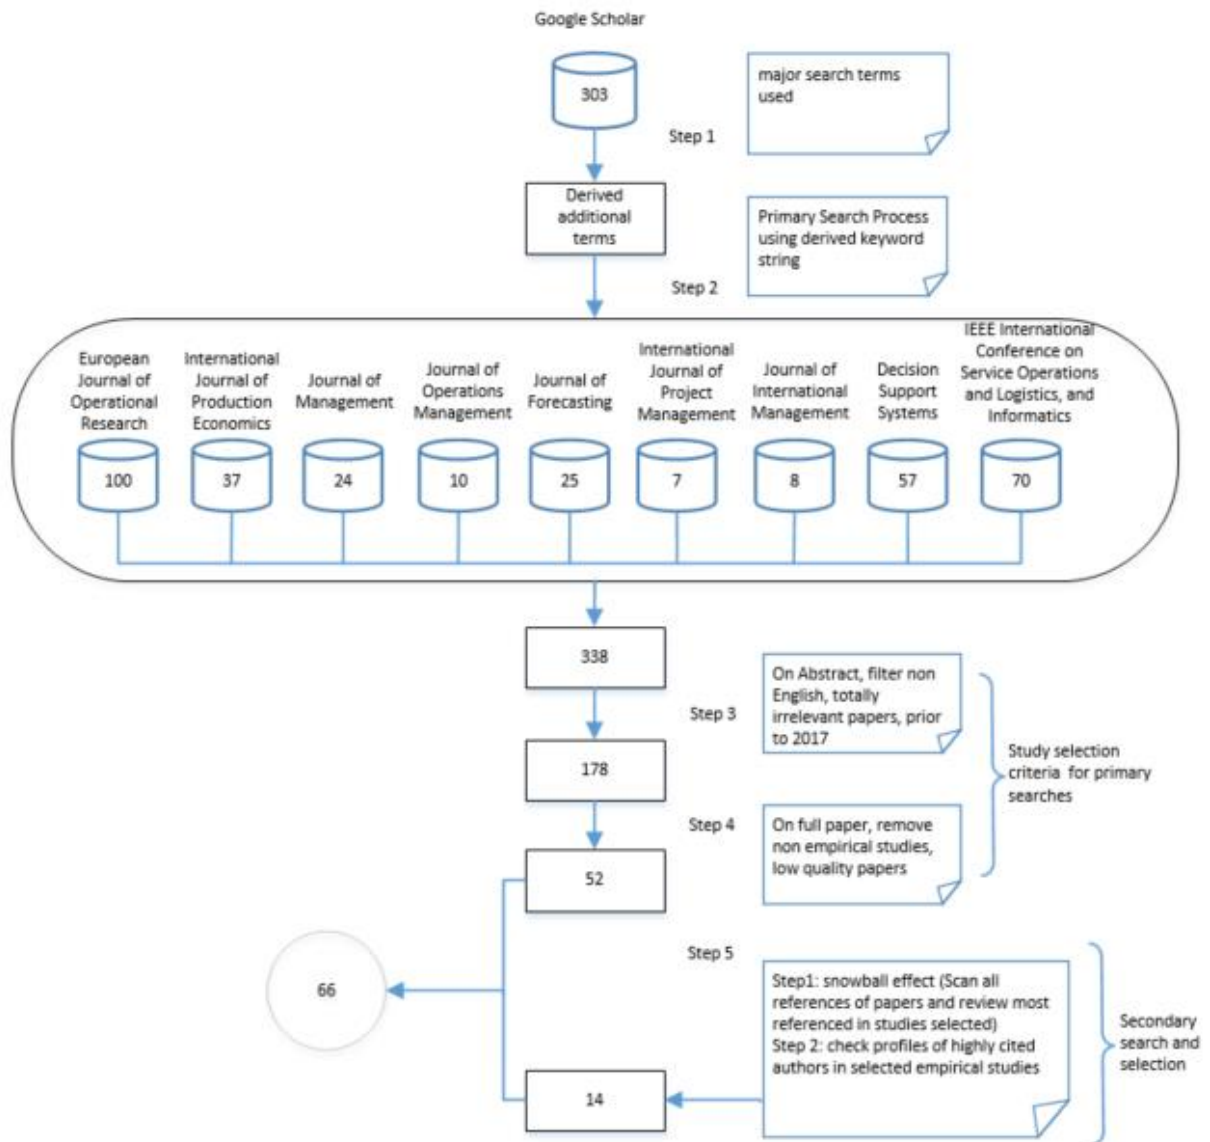 Google Scholar
303
major search terms
used
Step 1
Derived
additional
terms
Primary Search Process
using derived keyword
string
Step 2
European
Journal of
Operational
Research
International
Journal of
Production
Economics
Journal of
Management
Journal of
Operations
Management
Journal of
Forecasting
International
Journal of
Project
Management
Journal of
International
Management
Decision
Support
Systems
IEEE International
Conference on
Service Operations
and Logistics, and
Informatics
100
37
24
10
25
7
8
57
70
338
On Abstract, filter non
English, totally
irrelevant papers, prior
to 2017
Step 3
Study selection
criteria for primary
searches
178
Step 4
On full paper, remove
non empirical studies,
low quality papers
52
Step 5
66
Step1: snowball effect (Scan all
references of papers and review most
referenced in studies selected)
Step 2: check profiles of highly cited
authors in selected empirical studies
Secondary
search and
selection
14